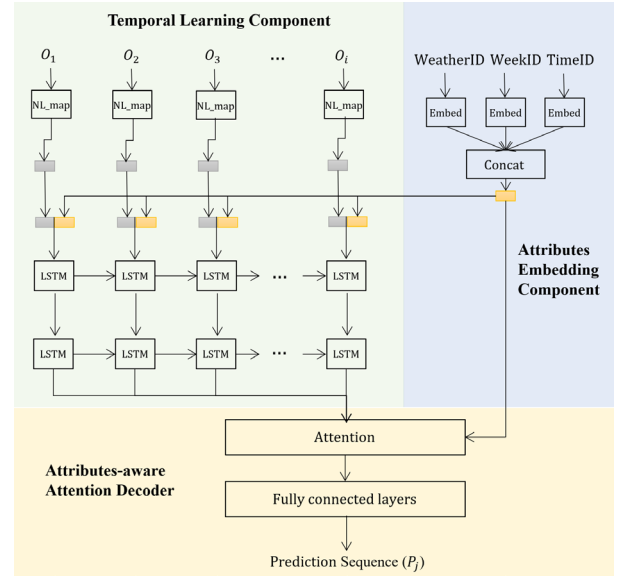 Temporal Learning Component
O1 O2 O3 ... Oi
WeatherID WeekID TimeID
NL_map NL_map NL_map NL_map
Embed Embed Embed
Concat
Attributes
Embedding
Component
LSTM LSTM LSTM ... LSTM
LSTM LSTM LSTM ... LSTM
Attention
Attributes-aware
Attention Decoder
Fully connected layers
Prediction Sequence (Pj)